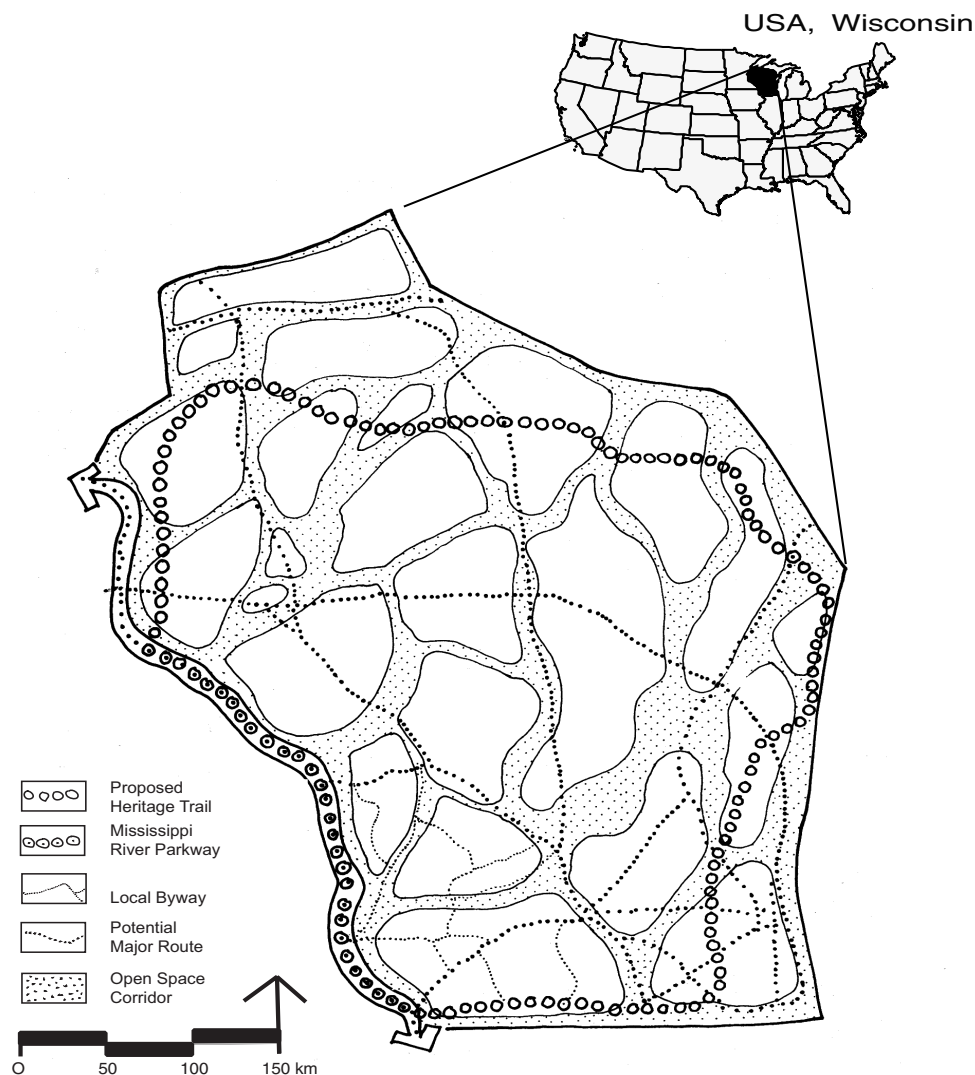 USA, Wisconsin
Proposed
Heritage Trail
Mississippi
River Parkway
Local Byway
Potential
Major Route
Open Space
Corridor
O 50 100 150 km